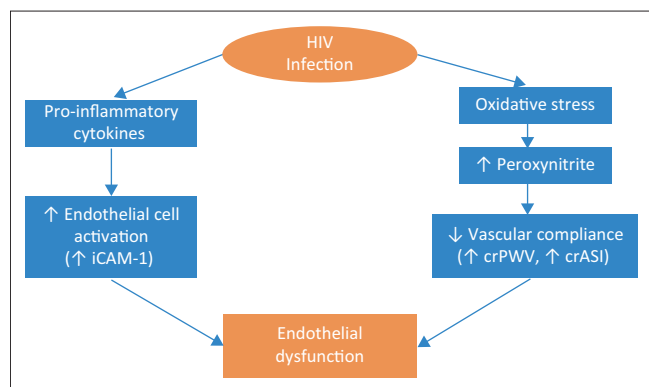 HIV
Infection
Pro-inflammatory
cytokines
Oxidative stress
↑ Peroxynitrite
↑ Endothelial cell
activation
(↑ iCAM-1)
↓ Vascular compliance
(↑ crPWV, ↑ crASI)
Endothelial
dysfunction